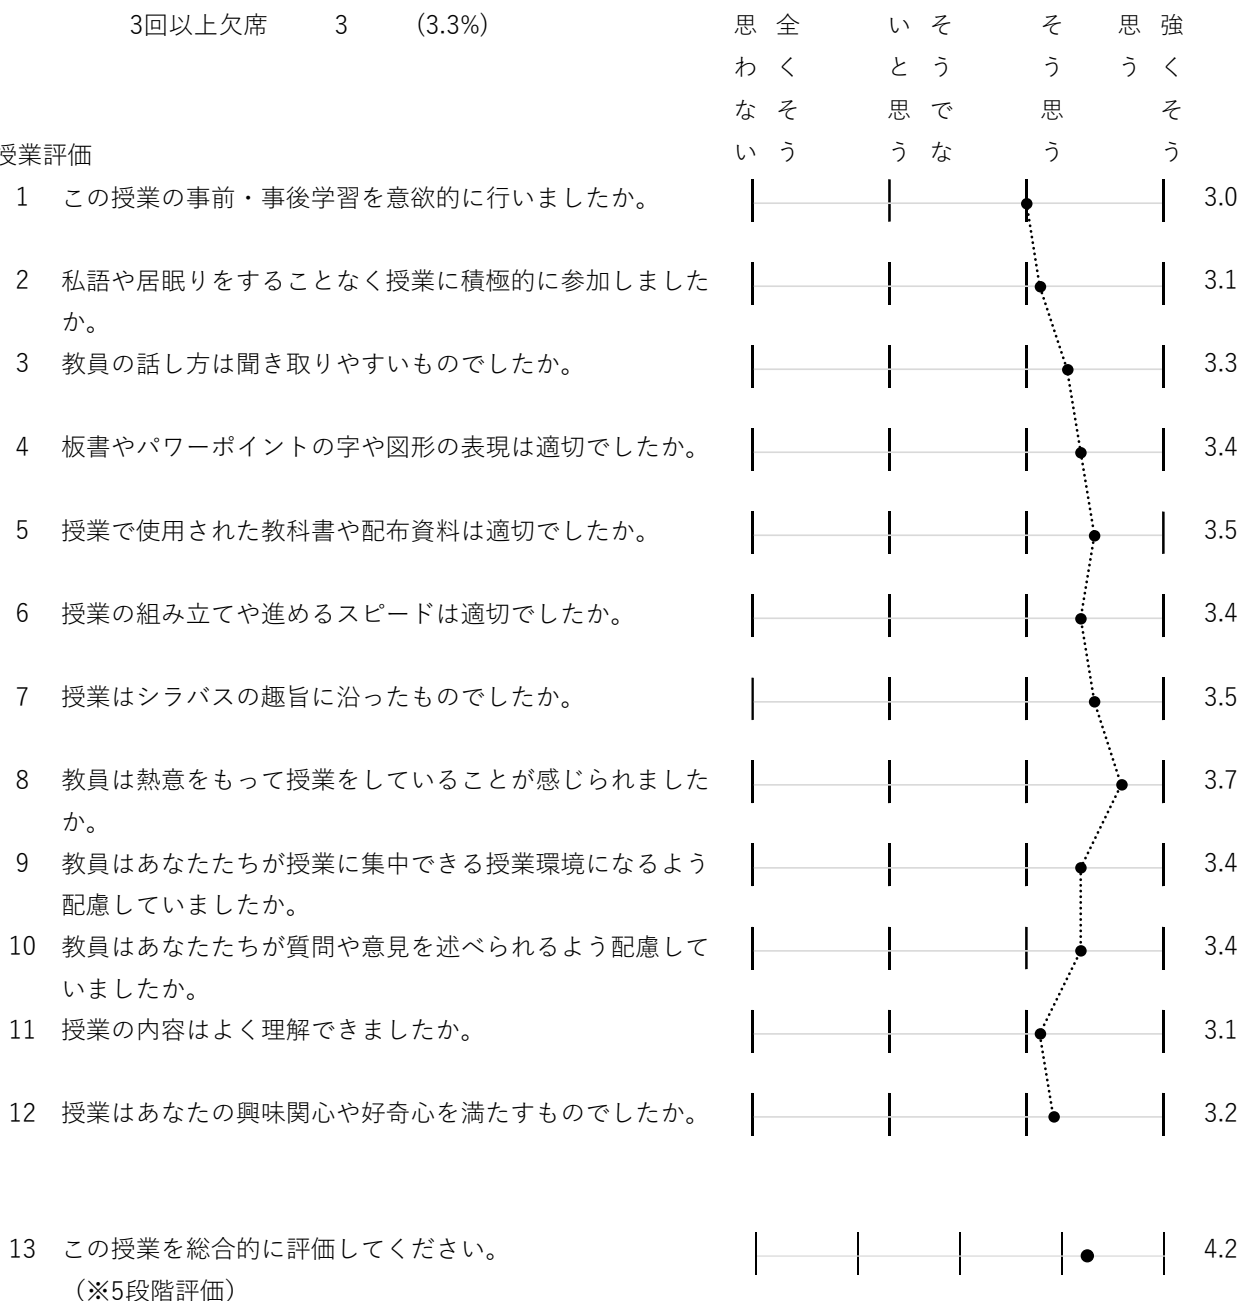 3回以上欠席 3 (3.3%)
全くそう思わない
そうでないと思う
そう思う
強くそう思う
授業評価
1 この授業の事前・事後学習を意欲的に行いましたか。 3.0
2 私語や居眠りをすることなく授業に積極的に参加しました 3.1
か。
3 教員の話し方は聞き取りやすいものでしたか。 3.3
4 板書やパワーポイントの字や図形の表現は適切でしたか。 3.4
5 授業で使用された教科書や配布資料は適切でしたか。 3.5
6 授業の組み立てや進めるスピードは適切でしたか。 3.4
7 授業はシラバスの趣旨に沿ったものでしたか。 3.5
8 教員は熱意をもって授業をしていることが感じられました 3.7
か。
9 教員はあなたたちが授業に集中できる授業環境になるよう 3.4
配慮していましたか。
10 教員はあなたたちが質問や意見を述べられるよう配慮して 3.4
いましたか。
11 授業の内容はよく理解できましたか。 3.1
12 授業はあなたの興味関心や好奇心を満たすものでしたか。 3.2
13 この授業を総合的に評価してください。 4.2
（※5段階評価）